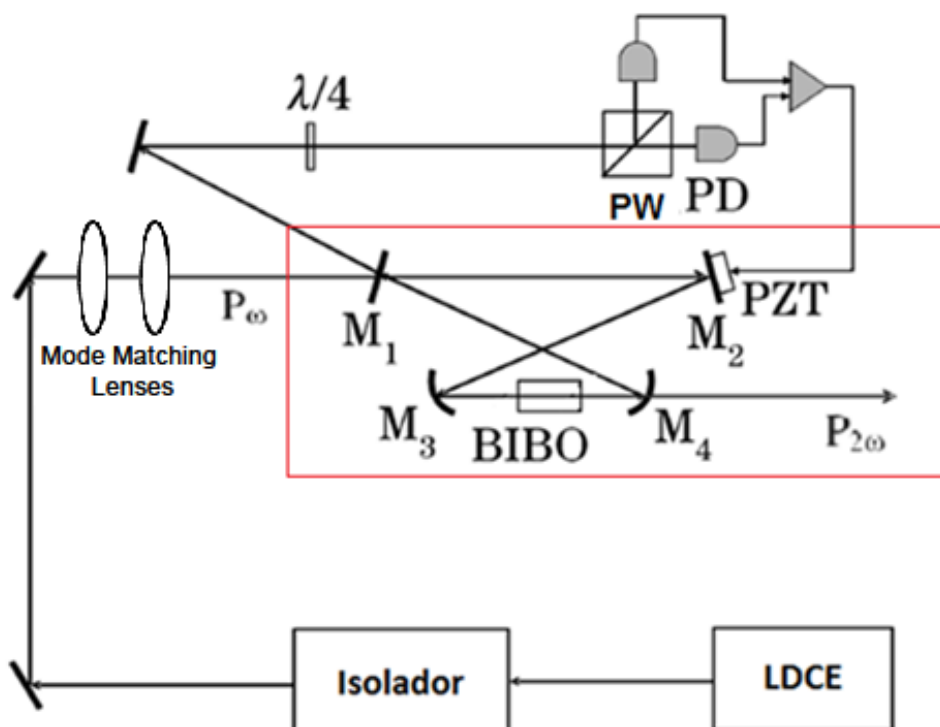 λ/4
PW
PD
Pω
M1
PZT
M2
Mode Matching
Lenses
M3
BIBO
M4
P2ω
Isolador
LDCE